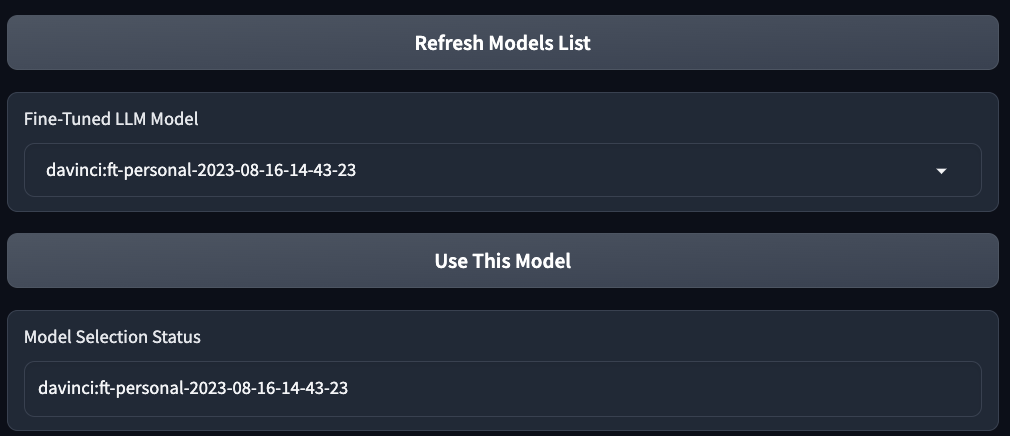 Refresh Models List
Fine-Tuned LLM Model
davinci:ft-personal-2023-08-16-14-43-23
Use This Model
Model Selection Status
davinci:ft-personal-2023-08-16-14-43-23